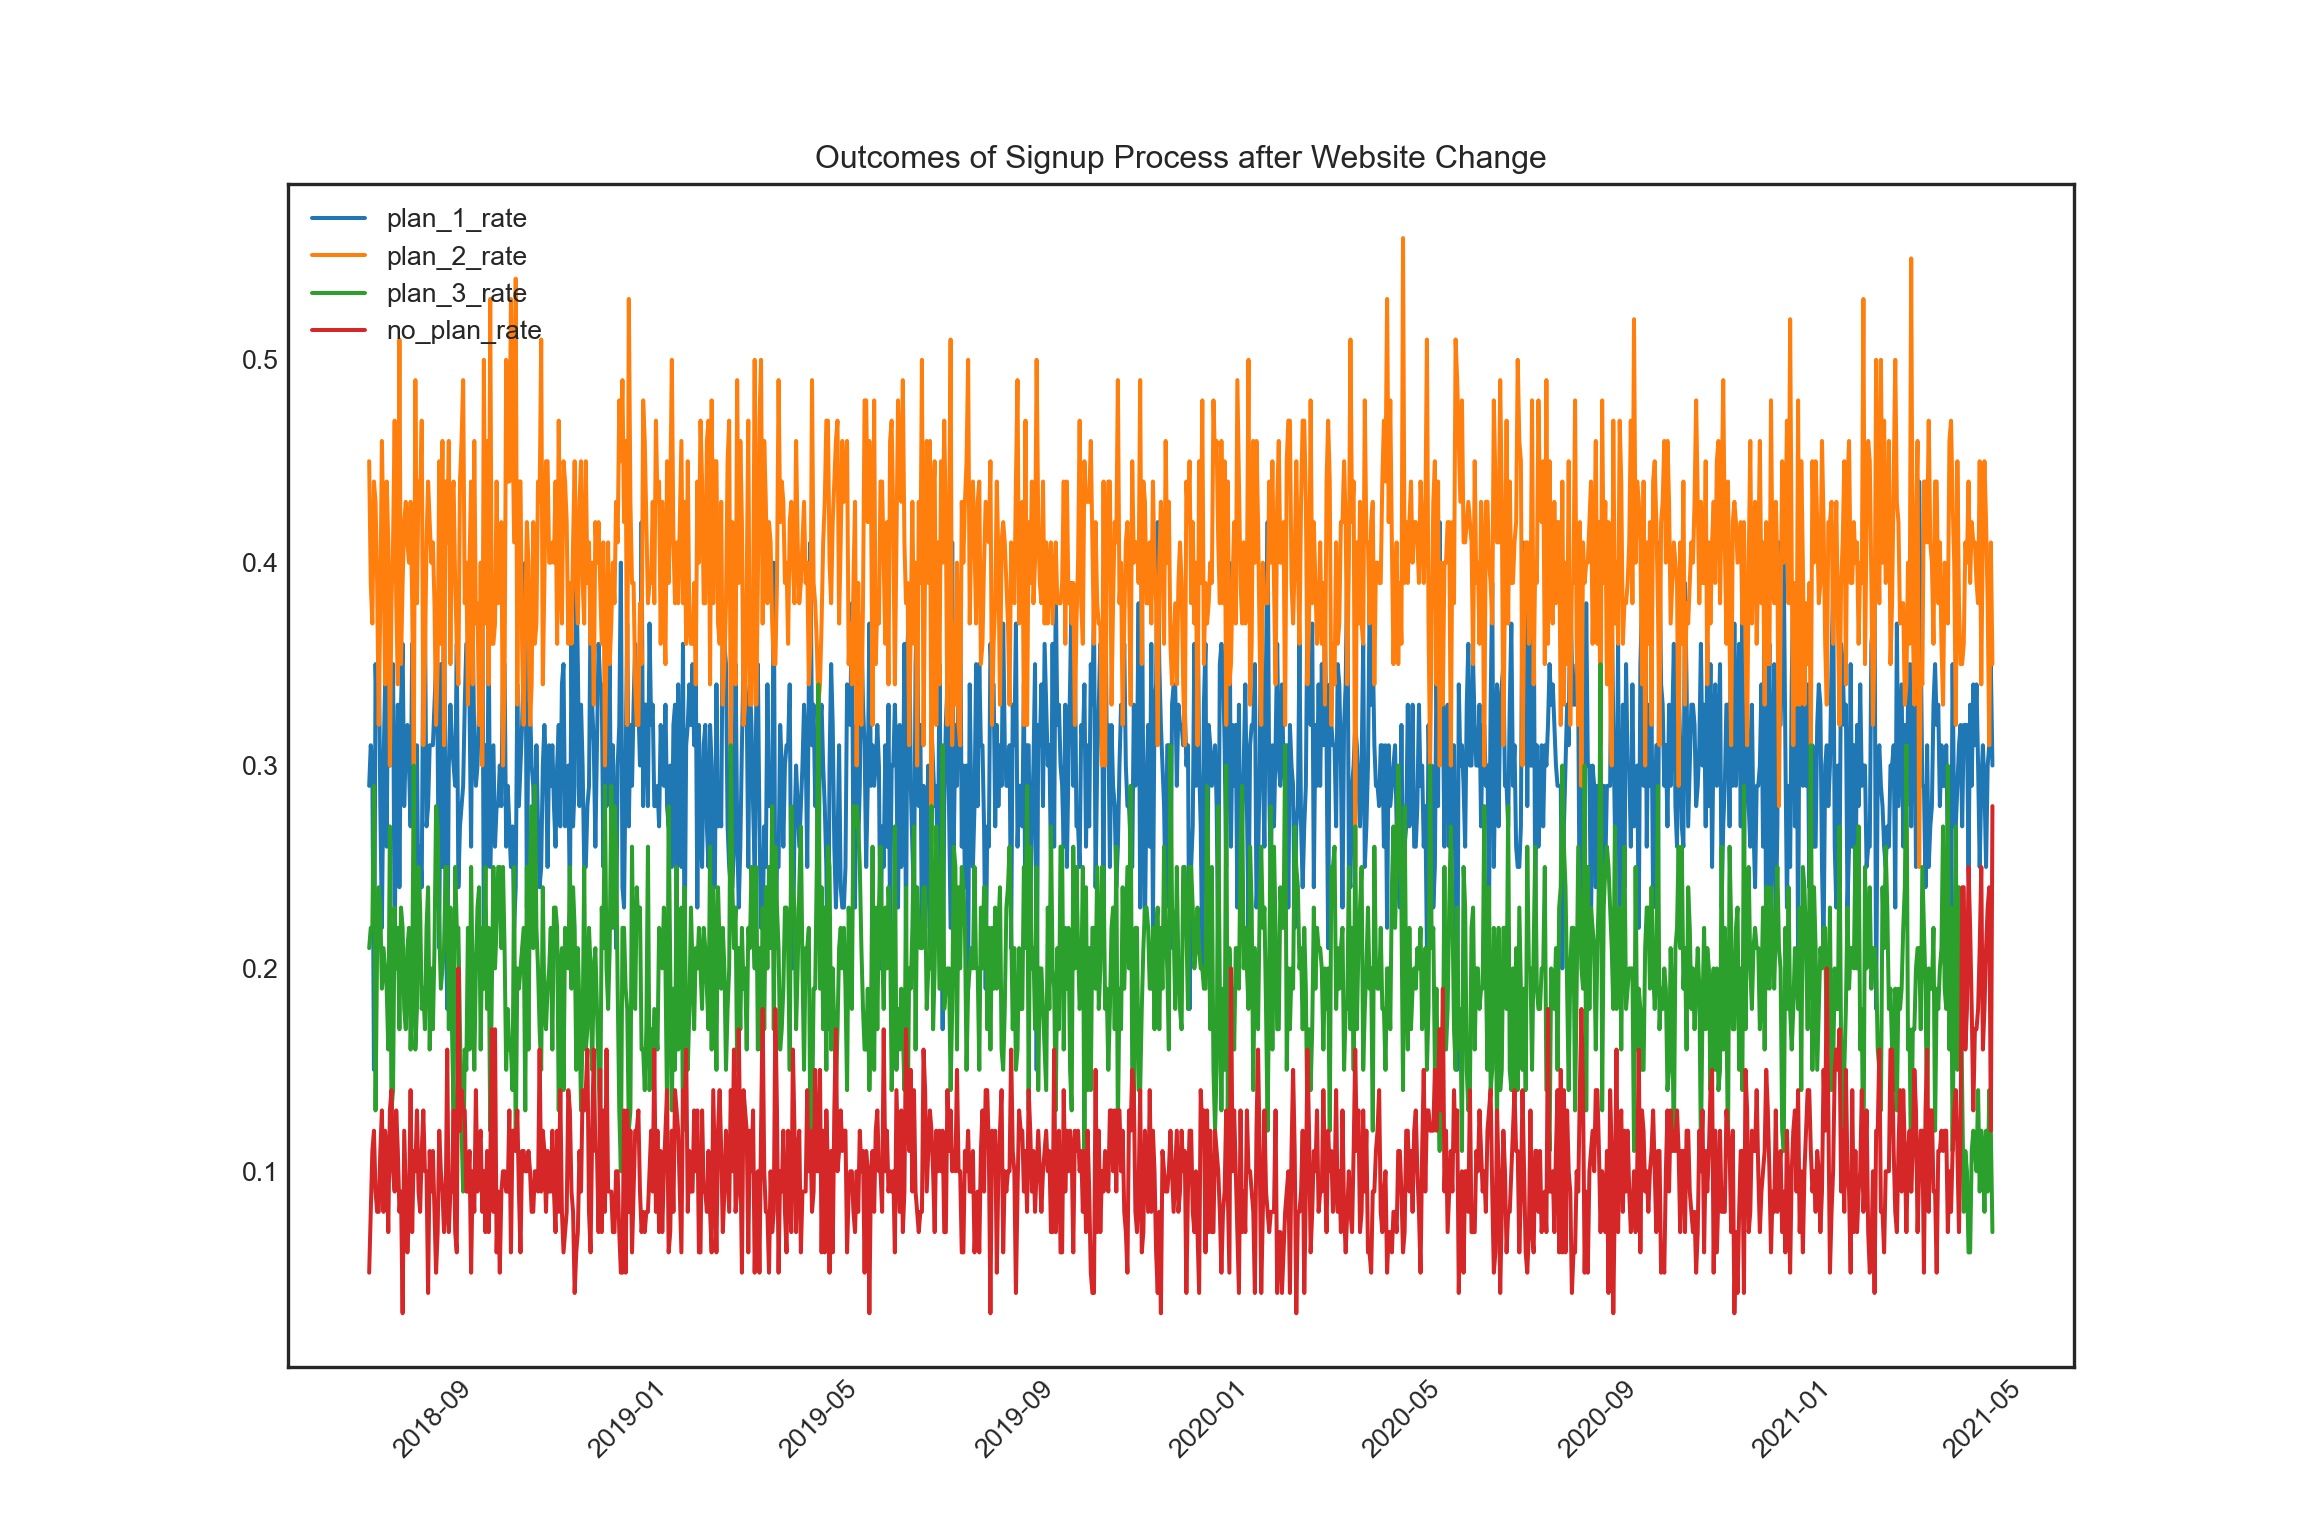 Outcomes of Signup Process after Website Change
plan_1_rate
plan_2_rate
plan_3_rate
no_plan_rate
0.5
0.4
0.3
0.2
0.1
2018-09
2019-01
2019-05
2019-09
2020-01
2020-05
2020-09
2021-01
2021-05